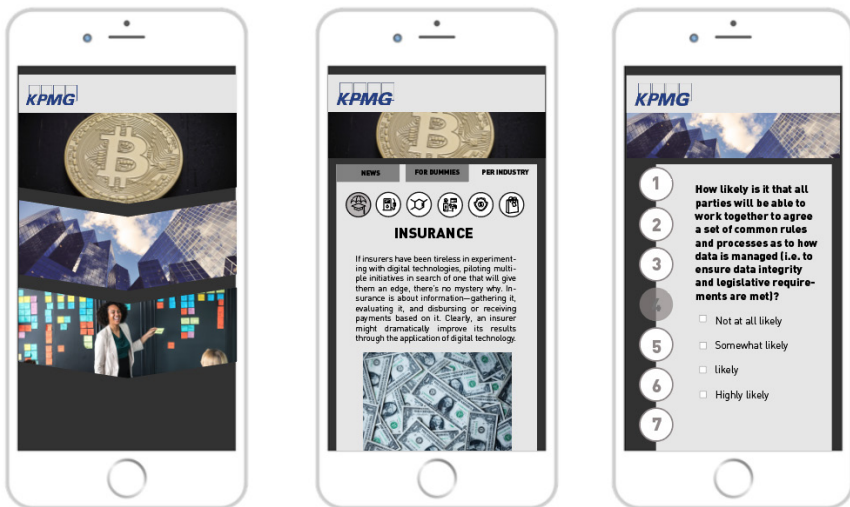 KPMG
KPMG
NEWS
FOR DUMMIES
PER INDUSTRY
INSURANCE
If insurers have been tireless in experiment-
ing with digital technologies, piloting multi-
ple initiatives in search of one that will give
them an edge, there's no mystery why. In-
surance is about information—gathering it,
evaluating it, and disbursing or receiving
payments based on it. Clearly, an insurer
might dramatically improve its results
through the application of digital technology.
KPMG
1
2
3
4
5
6
7
How likely is it that all
parties will be able to
work together to agree
a set of common rules
and processes as to how
data is managed (i.e. to
ensure data integrity
and legislative require-
ments are met)?
Not at all likely
Somewhat likely
likely
Highly likely